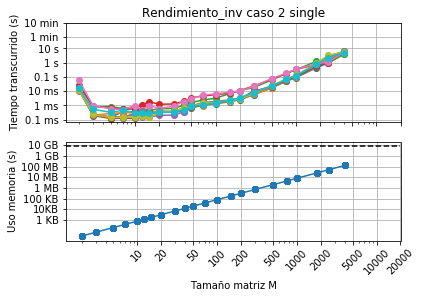 Rendimiento_inv caso 2 single
Tiempo transcurrido (s)
10 min
1 min
10 s
1 s
0.1 s
10 ms
1 ms
0.1 ms
Uso memoria (s)
10 GB
1 GB
100 MB
10 MB
1 MB
100 KB
10KB
1 KB
10
20
50
100
200
500
1000
2000
5000
10000
20000
Tamaño matriz M